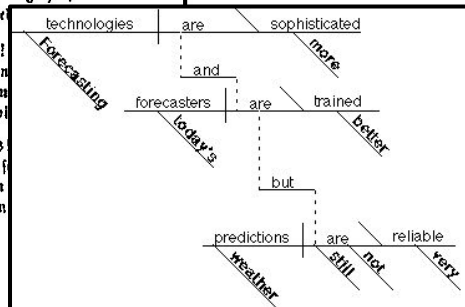 technologies are sophisticated
Forecasting more
and
forecasters are trained
today's better
but
predictions are reliable
weather still not very